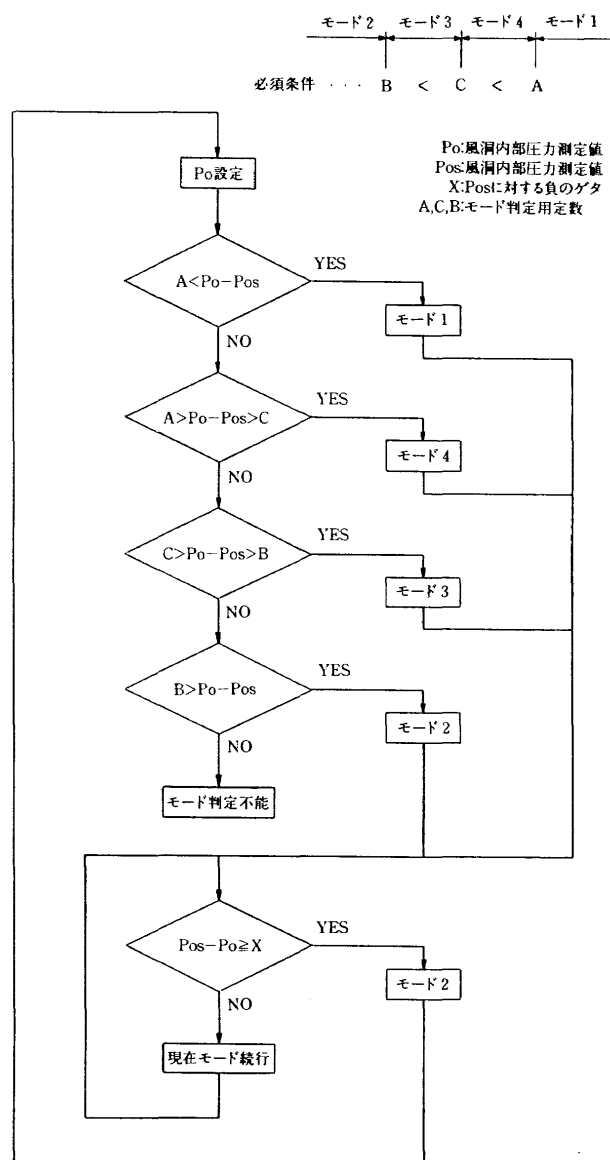 モード2 モード3 モード4 モード1
必須条件 ··· B < C < A
Po:風洞内部圧力測定値
Pos:風洞内部圧力測定値
X:Posに対する負のゲタ
A,C,B:モード判定用定数
Po設定
A<Po-Pos
YES
モード1
NO
A>Po-Pos>C
YES
モード4
NO
C>Po-Pos>B
YES
モード3
NO
B>Po-Pos
YES
モード2
NO
モード判定不能
Pos-Po≧X
YES
モード2
NO
現在モード続行